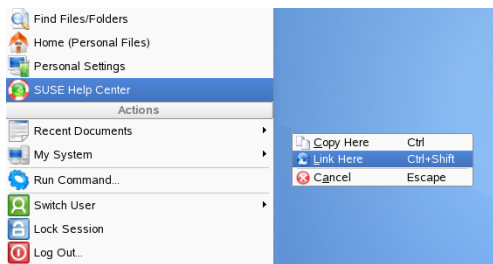 Find Files/Folders
Home (Personal Files)
Personal Settings
SUSE Help Center
Actions
Recent Documents
My System
Run Command...
Switch User
Lock Session
Log Out...
Copy Here Ctrl
Link Here Ctrl+Shift
Cancel Escape